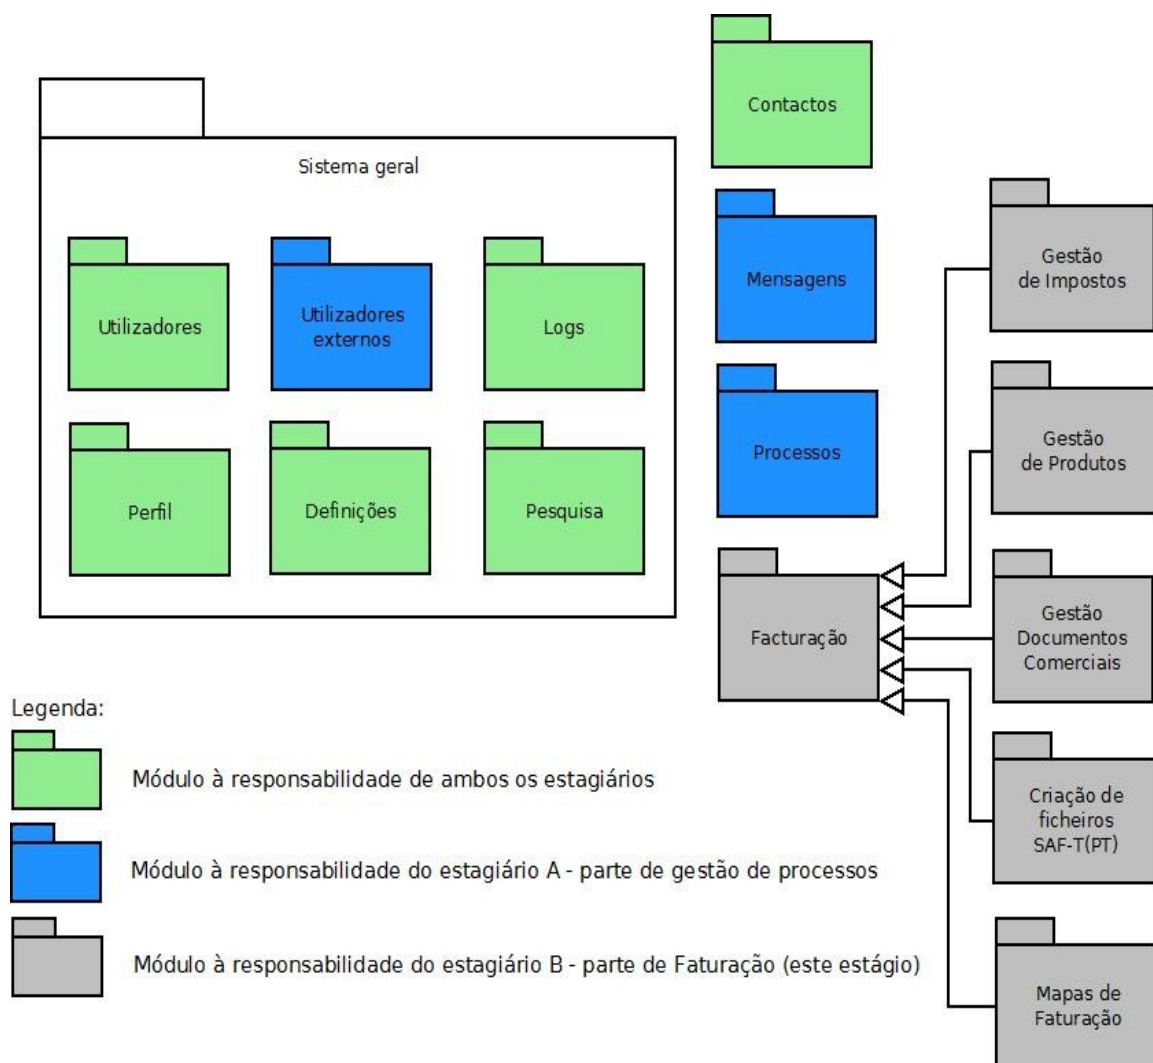 Contactos
Sistema geral
Utilizadores
Utilizadores
externos
Logs
Perfil
Definições
Pesquisa
Mensagens
Processos
Facturação
Gestão
de Impostos
Gestão
de Produtos
Gestão
Documentos
Comerciais
Criação de
ficheiros
SAF-T(PT)
Mapas de
Faturação
Legenda:
Módulo à responsabilidade de ambos os estagiários
Módulo à responsabilidade do estagiário A - parte de gestão de processos
Módulo à responsabilidade do estagiário B - parte de Faturação (este estágio)